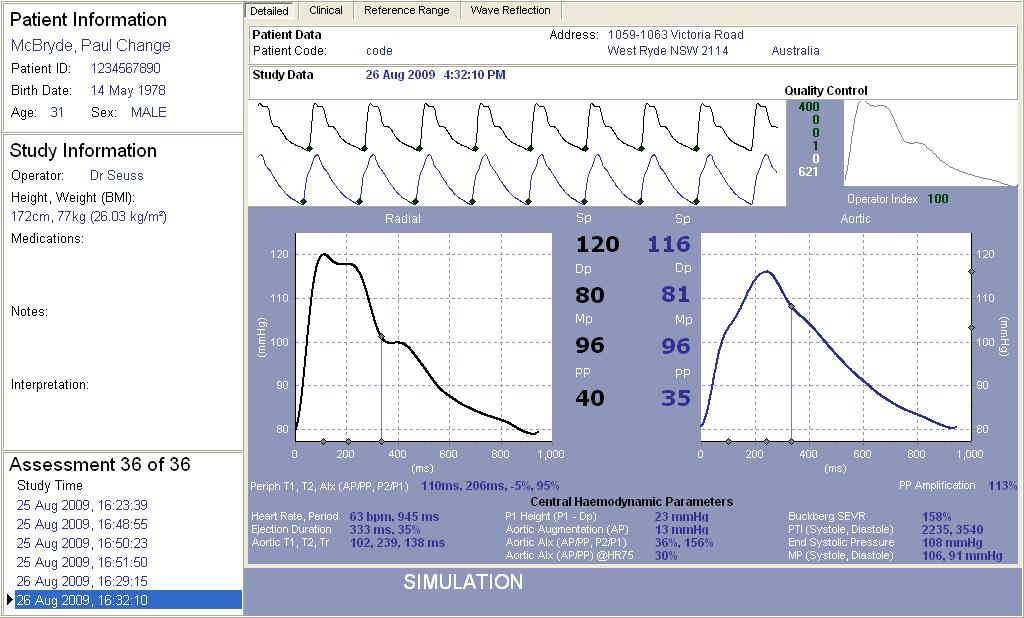 Patient Information
McBryde, Paul Change
Patient ID: 1234567890
Birth Date: 14 May 1978
Age: 31 Sex: MALE
Study Information
Operator: Dr Seuss
Height, Weight (BMI):
172cm, 77kg (26.03 kg/m²)
Medications:
Notes:
Interpretation:
Assessment 36 of 36
Study Time
25 Aug 2009, 16:23:39
25 Aug 2009, 16:48:55
25 Aug 2009, 16:50:23
25 Aug 2009, 16:51:50
26 Aug 2009, 16:29:15
26 Aug 2009, 16:32:10
Detailed Clinical Reference Range Wave Reflection
Patient Data Address: 1059-1063 Victoria Road
Patient Code: code West Ryde NSW 2114 Australia
Study Data 26 Aug 2009 4:32:10 PM
Quality Control
400
0
0
1
0
621
Operator Index 100
Radial Sp Sp Aortic
120 116
Dp Dp
80 81
Mp Mp
96 96
PP PP
40 35
120
110
100
90
80
(mmHg)
0 200 400 600 800 1,000
(ms)
120
110
100
90
80
(mmHg)
0 200 400 600 800 1,000
(ms)
Periph T1, T2, AIx (AP/PP, P2/P1) 110ms, 206ms, -5%, 95%
PP Amplification 113%
Central Haemodynamic Parameters
Heart Rate, Period 63 bpm, 945 ms
Ejection Duration 333 ms, 35%
Aortic T1, T2, Tr 102, 239, 138 ms
P1 Height (P1 - Dp) 23 mmHg
Aortic Augmentation (AP) 13 mmHg
Aortic AIx (AP/PP, P2/P1) 36%, 156%
Aortic AIx (AP/PP) @HR75 30%
Buckberg SEVR 158%
PTI (Systole, Diastole) 2235, 3540
End Systolic Pressure 108 mmHg
MP (Systole, Diastole) 106, 91 mmHg
SIMULATION